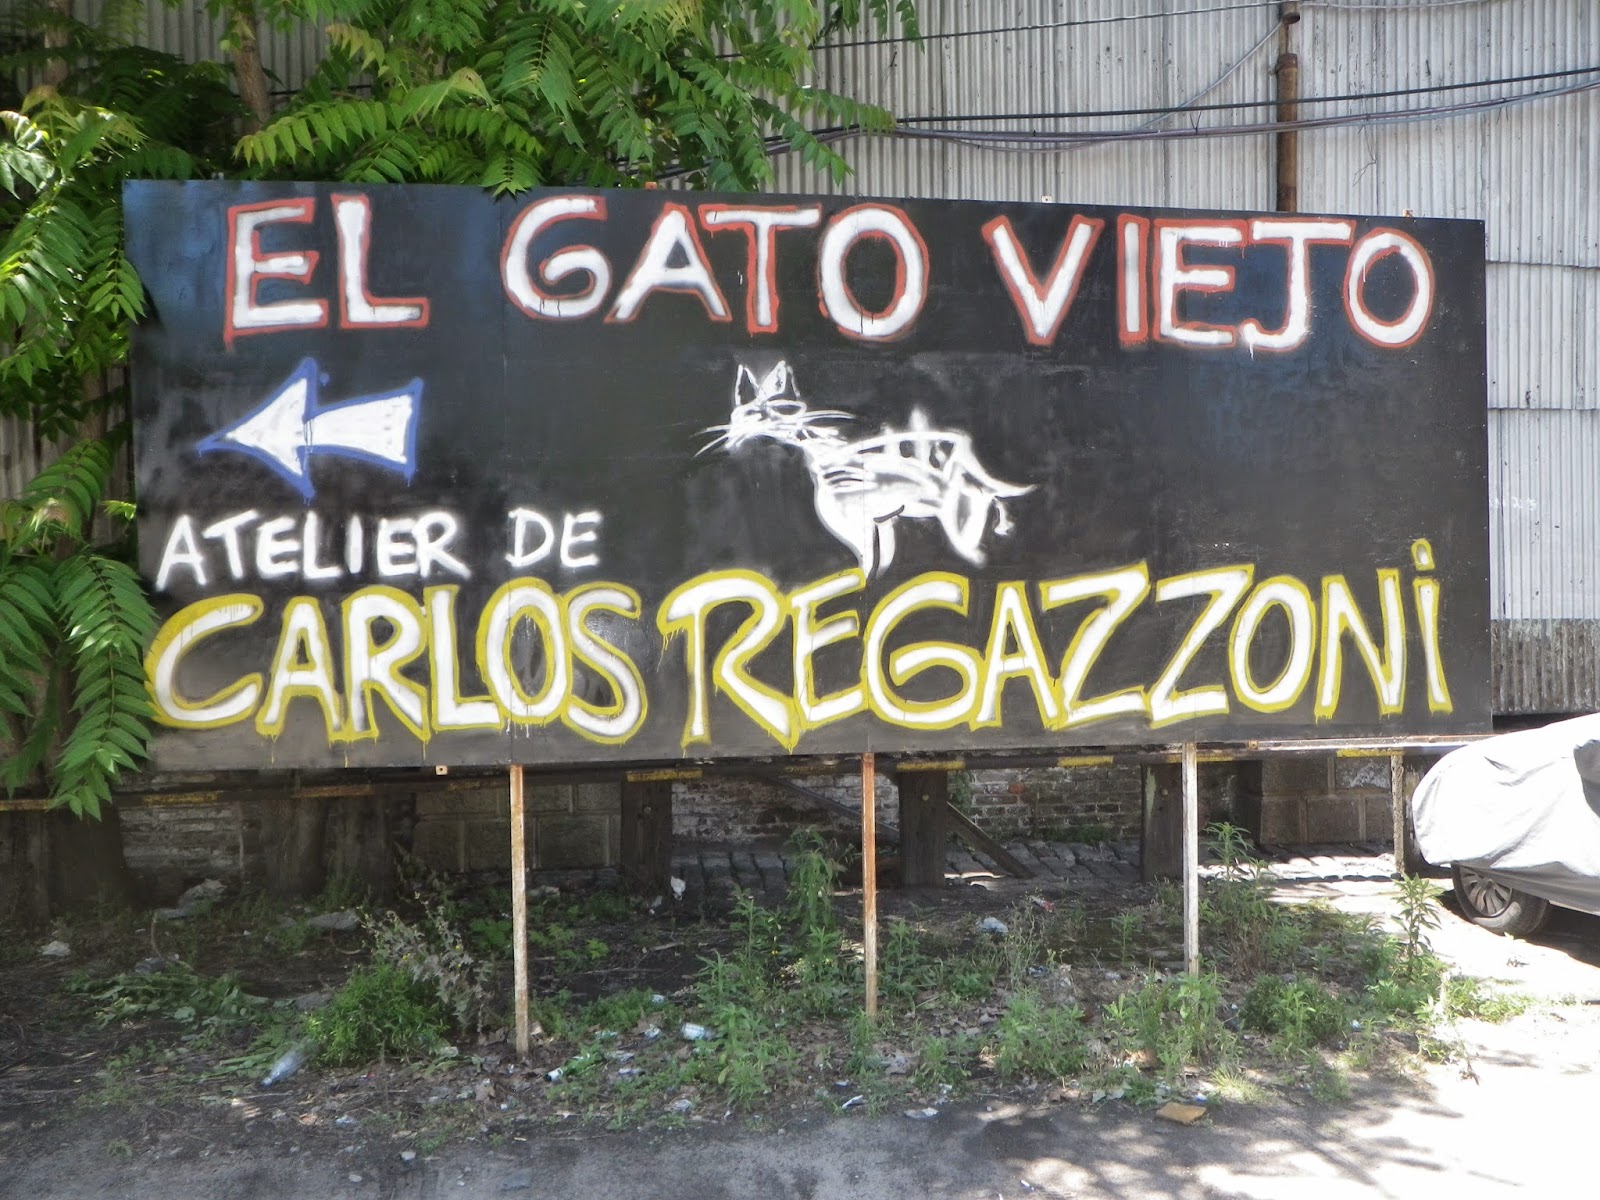 EL GATO VIEJO
ATELIER DE
CARLOS REGAZZONi